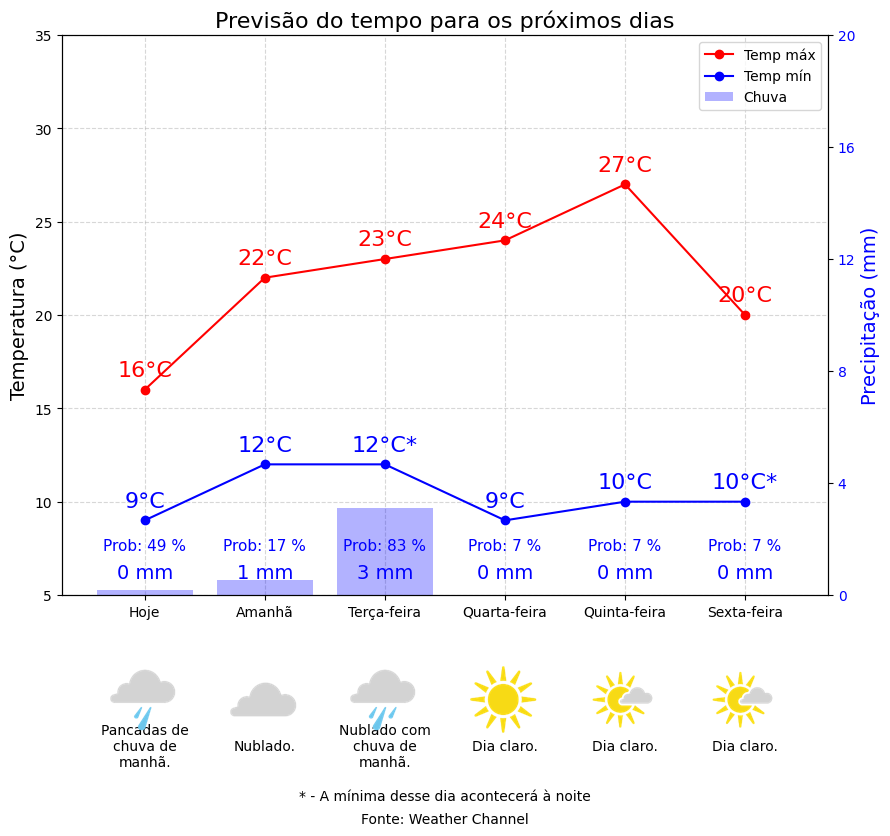 Previsão do tempo para os próximos dias
Temperatura (°C)
35
30
25
20
15
10
5
Precipitação (mm)
20
16
12
8
4
0
Temp máx
Temp mín
Chuva
16°C
22°C
23°C
24°C
27°C
20°C
9°C
12°C
12°C*
9°C
10°C
10°C*
Prob: 49 %
Prob: 17 %
Prob: 83 %
Prob: 7 %
Prob: 7 %
Prob: 7 %
0 mm
1 mm
3 mm
0 mm
0 mm
0 mm
Hoje
Amanhã
Terça-feira
Quarta-feira
Quinta-feira
Sexta-feira
Pancadas de
chuva de
manhã.
Nublado.
Nublado com
chuva de
manhã.
Dia claro.
Dia claro.
Dia claro.
* - A mínima desse dia acontecerá à noite
Fonte: Weather Channel